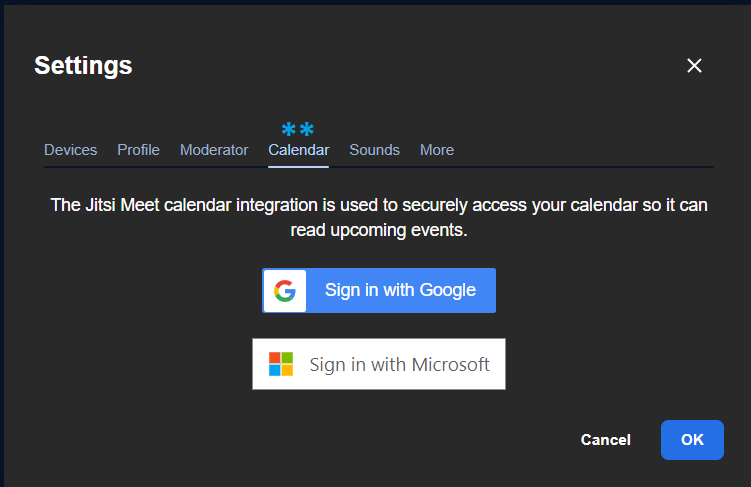 Settings
**
Devices Profile Moderator Calendar Sounds More
The Jitsi Meet calendar integration is used to securely access your calendar so it can
read upcoming events.
G Sign in with Google
Sign in with Microsoft
Cancel OK